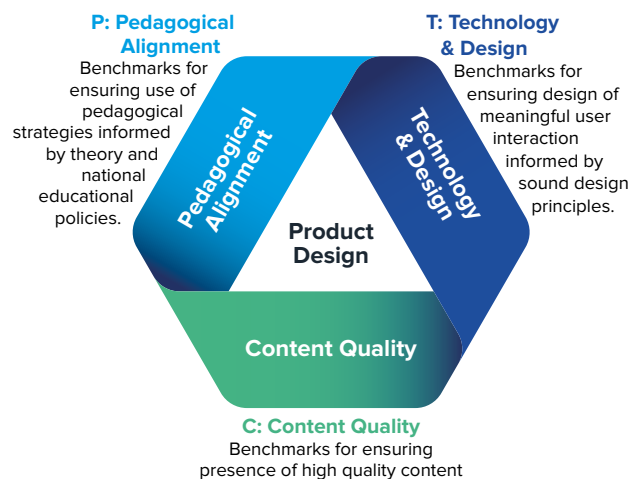 P: Pedagogical
Alignment
Benchmarks for
ensuring use of
pedagogical
strategies informed
by theory and
national
educational
policies.
T: Technology
& Design
Benchmarks for
ensuring design of
meaningful user
interaction
informed by
sound design
principles.
Pedagogical
Alignment
Technology
& Design
Product
Design
Content Quality
C: Content Quality
Benchmarks for ensuring
presence of high quality content